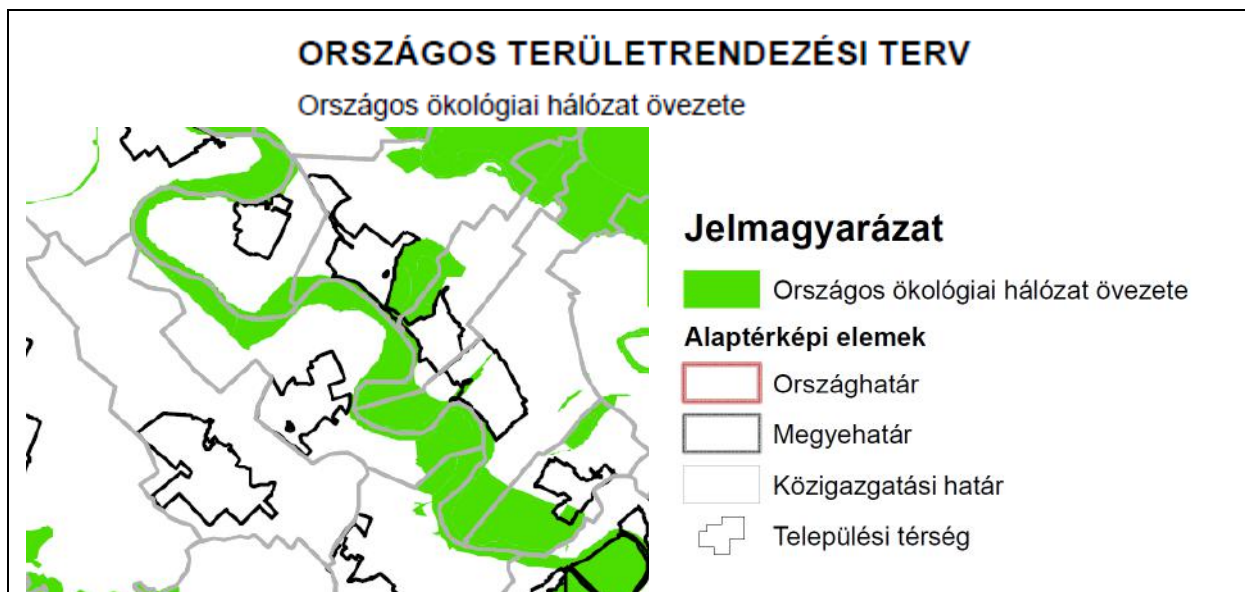 ORSZÁGOS TERÜLETRENDEZÉSI TERV
Országos ökológiai hálózat övezete
Jelmagyarázat
Országos ökológiai hálózat övezete
Alaptérképi elemek
Országhatár
Megyehatár
Közigazgatási határ
Települési térség